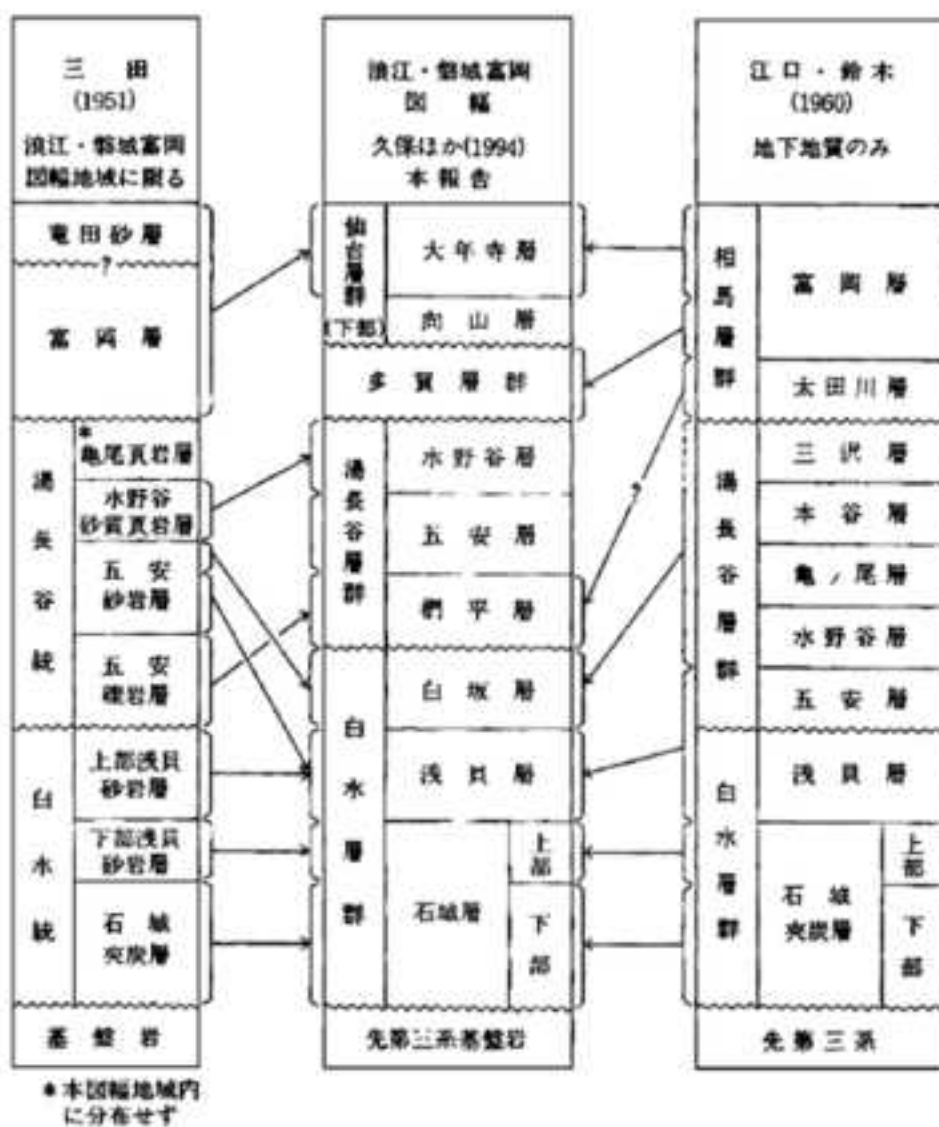 三田
(1951)
浪江・磐城富岡
図幅地域に限る
竜田砂層
?
富岡層
湯長谷統
*
亀尾頁岩層
水野谷
砂質頁岩層
五安
砂岩層
五安
礫岩層
白水統
上部浅貝
砂岩層
下部浅貝
砂岩層
石城
夾炭層
基盤岩
*本図幅地域内
に分布せず
浪江・磐城富岡
図幅
久保ほか(1994)
本報告
仙台層群
(下部)
大年寺層
向山層
多賀層群
湯長谷層群
水野谷層
五安層
椚平層
白水層群
白坂層
浅貝層
石城層
上部
下部
先第三系基盤岩
?
江口・鈴木
(1960)
地下地質のみ
相馬層群
富岡層
太田川層
湯長谷層群
三沢層
本谷層
亀ノ尾層
水野谷層
五安層
白水層群
浅貝層
石城
夾炭層
上部
下部
先第三系